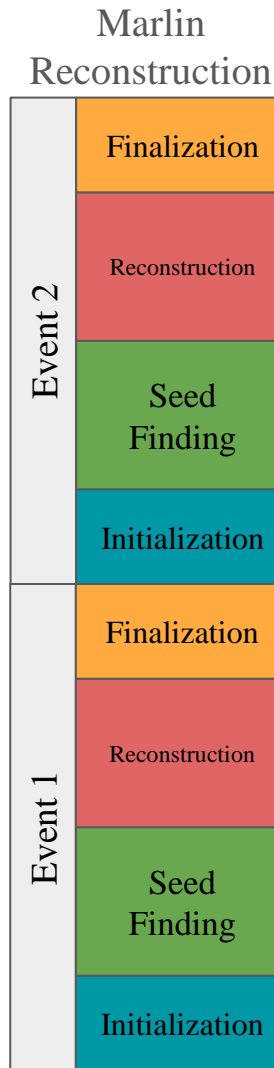 Marlin
Reconstruction
Event 2
Finalization
Reconstruction
Seed
Finding
Initialization
Event 1
Finalization
Reconstruction
Seed
Finding
Initialization